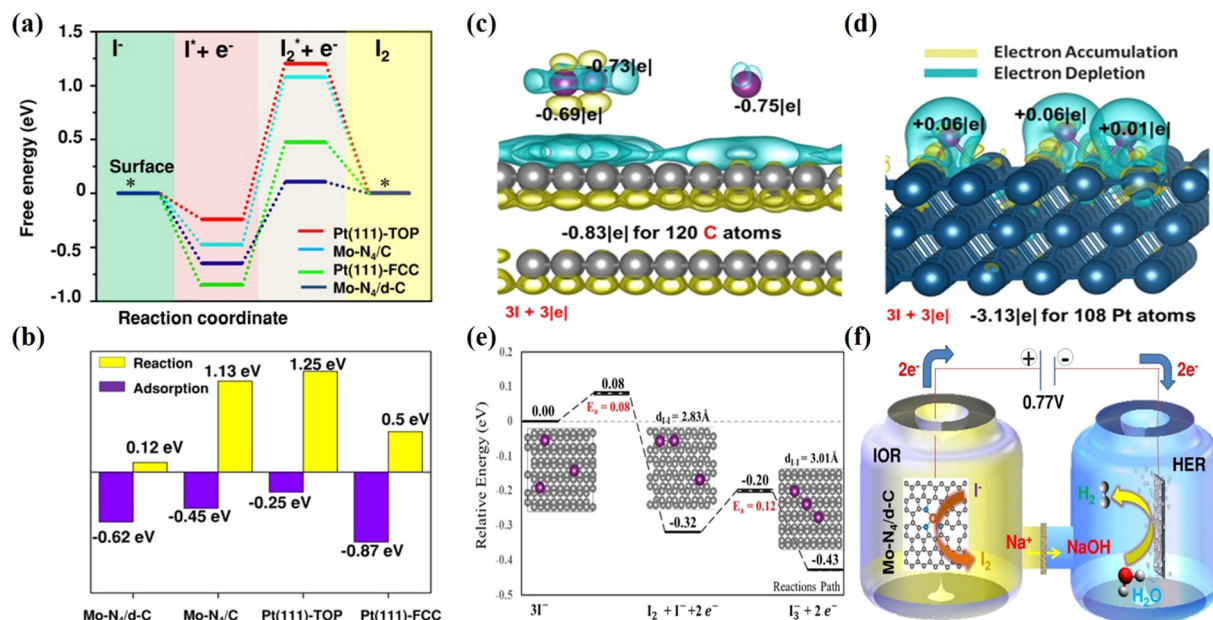 (a)
1.5
1.0
0.5
0
-0.5
-1.0
Free energy (eV)
I⁻
I* + e⁻
I₂* + e⁻
I₂
Surface
*
*
Pt(111)-TOP
Mo-N₄/C
Pt(111)-FCC
Mo-N₄/d-C
Reaction coordinate
(b)
Reaction
Adsorption
0.12 eV
1.13 eV
1.25 eV
0.5 eV
-0.62 eV
-0.45 eV
-0.25 eV
-0.87 eV
Mo-N₄/d-C
Mo-N₄/C
Pt(111)-TOP
Pt(111)-FCC
(c)
-0.73|e|
-0.69|e|
-0.75|e|
-0.83|e| for 120 C atoms
3I + 3|e|
(d)
Electron Accumulation
Electron Depletion
+0.06|e|
+0.06|e|
+0.01|e|
3I + 3|e|
-3.13|e| for 108 Pt atoms
(e)
0.2
0.1
0
-0.1
-0.2
-0.3
-0.4
-0.5
Relative Energy (eV)
0.00
0.08
Eₐ = 0.08
d_I-I = 2.83Å
-0.32
-0.20
Eₐ = 0.12
d_I-I = 3.01Å
-0.43
Reactions Path
3I⁻
I₂ + I⁻ + 2 e⁻
I₃⁻ + 2 e⁻
(f)
2e⁻
+
-
0.77V
2e⁻
IOR
HER
Mo-N₄/d-C
I⁻
I₂
Na⁺
NaOH
H₂
H₂O